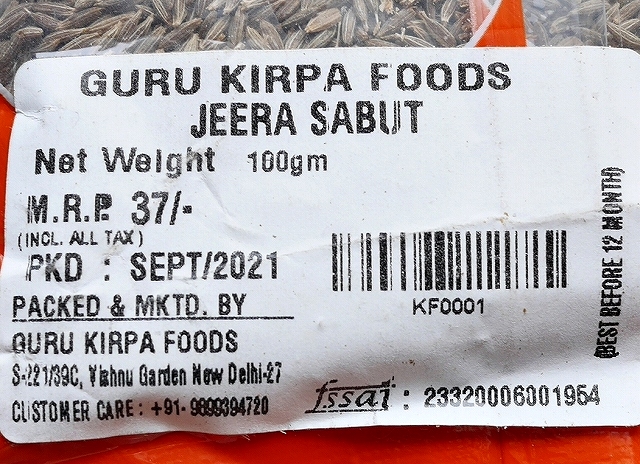 GURU KIRPA FOODS
JEERA SABUT
Net Weight 100gm
M.R.P. 37/-
(INCL. ALL TAX)
PKD : SEPT/2021
PACKED & MKTD. BY
GURU KIRPA FOODS
S-221/39C, Vishnu Garden New Delhi-27
CUSTOMER CARE : +91- 9899394720
KF0001
fssai : 23320006001954
(BEST BEFORE 12 MONTH)